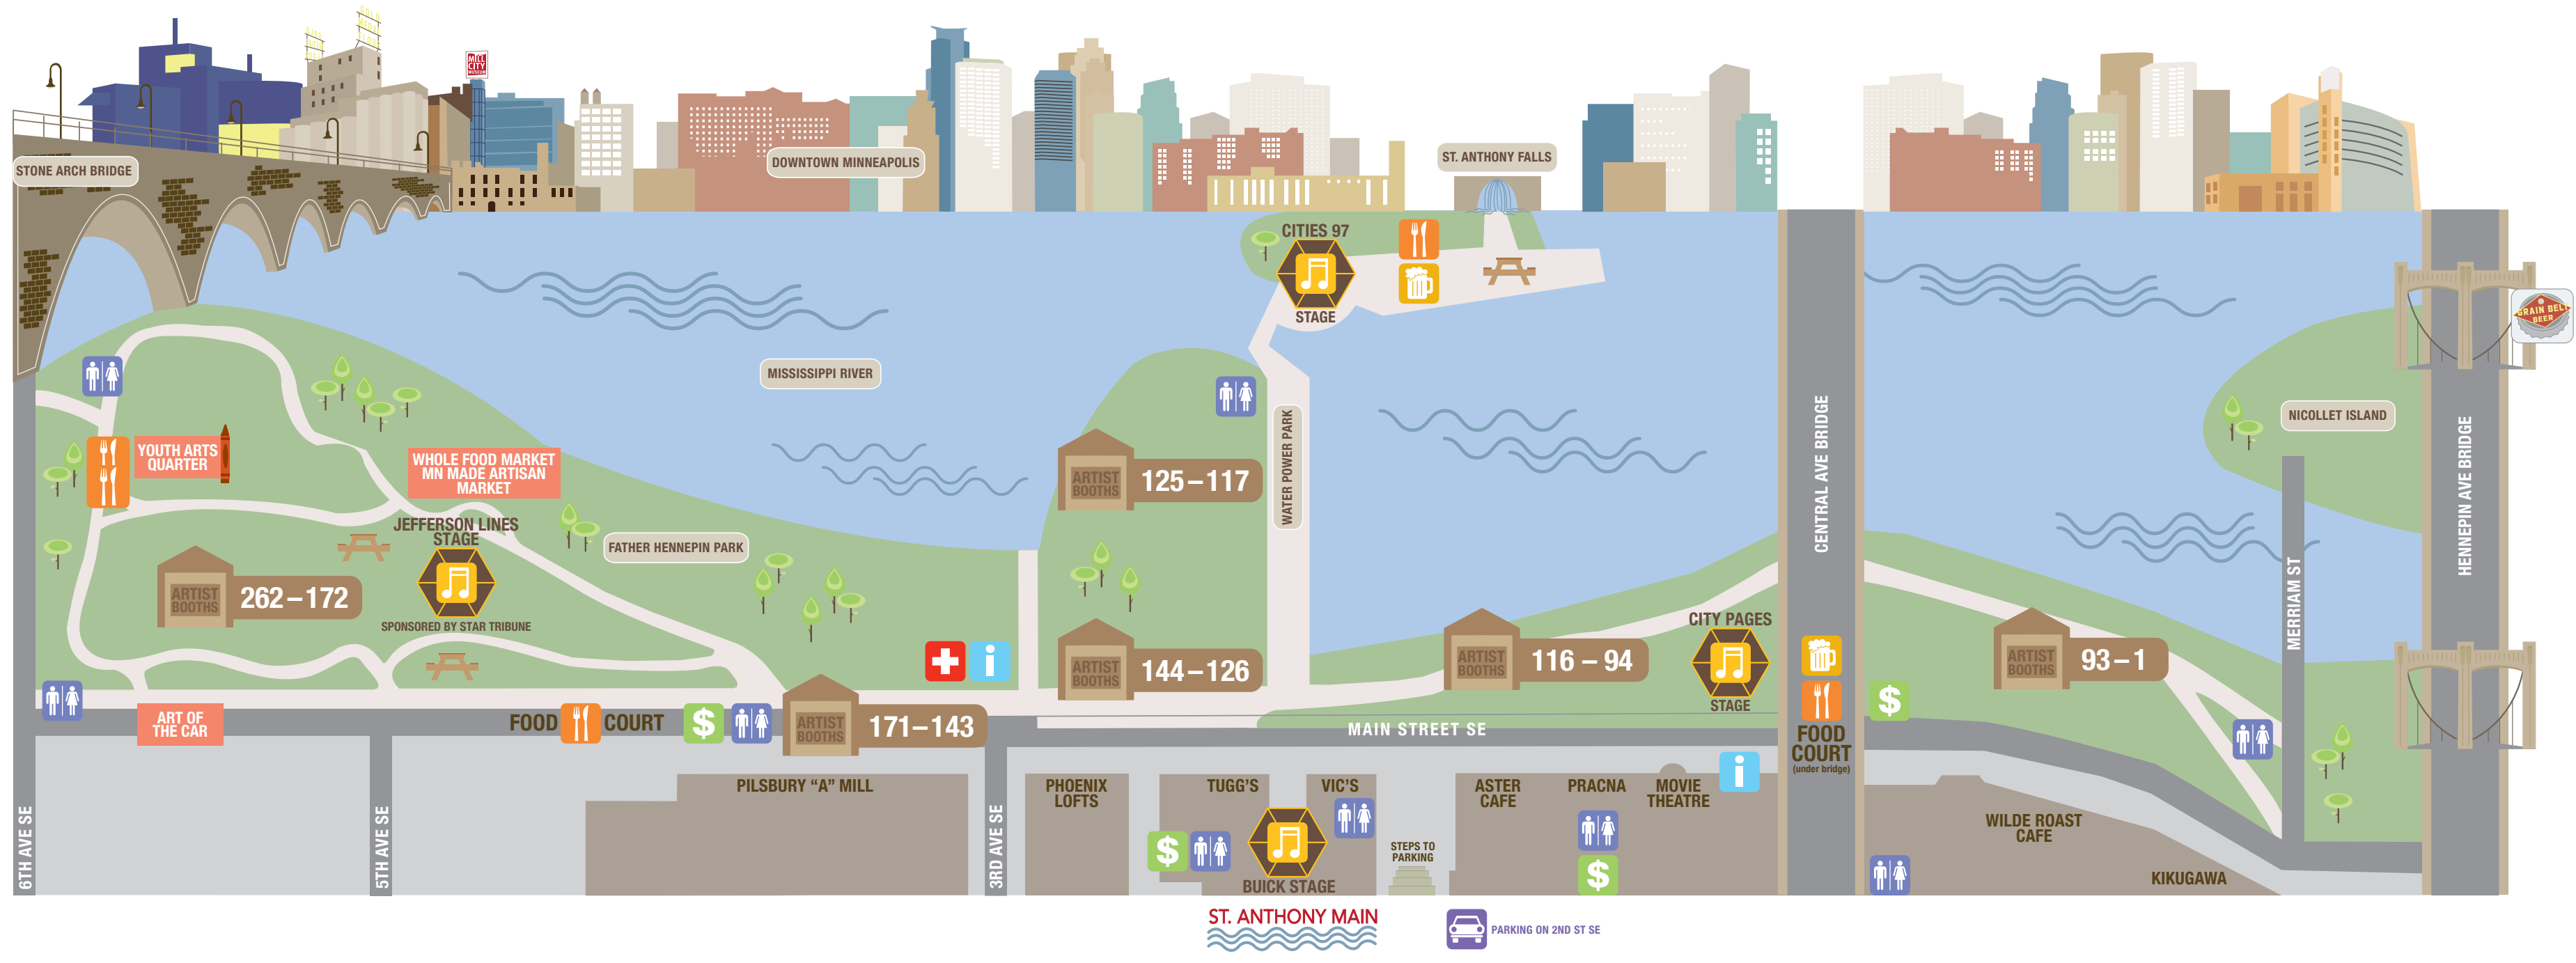 GOLD
MEDAL
FLOUR
MILL
CITY
MUSEUM
STONE ARCH BRIDGE
DOWNTOWN MINNEAPOLIS
ST. ANTHONY FALLS
CITIES 97
STAGE
GRAIN BELT
BEER
MISSISSIPPI RIVER
NICOLLET ISLAND
YOUTH ARTS
QUARTER
WHOLE FOOD MARKET
MN MADE ARTISAN
MARKET
WATER POWER PARK
CENTRAL AVE BRIDGE
HENNEPIN AVE BRIDGE
ARTIST
BOOTHS
125–117
JEFFERSON LINES
STAGE
SPONSORED BY STAR TRIBUNE
FATHER HENNEPIN PARK
ARTIST
BOOTHS
262–172
MERRIAM ST
ARTIST
BOOTHS
144–126
ARTIST
BOOTHS
116 – 94
CITY PAGES
STAGE
ARTIST
BOOTHS
93–1
ART OF
THE CAR
FOOD COURT
$
ARTIST
BOOTHS
171–143
i
MAIN STREET SE
$
FOOD
COURT
(under bridge)
6TH AVE SE
5TH AVE SE
PILSBURY “A” MILL
3RD AVE SE
PHOENIX
LOFTS
TUGG'S
VIC'S
ASTER
CAFE
PRACNA
MOVIE
THEATRE
i
$
BUICK STAGE
STEPS TO
PARKING
$
WILDE ROAST
CAFE
KIKUGAWA
ST. ANTHONY MAIN
PARKING ON 2ND ST SE